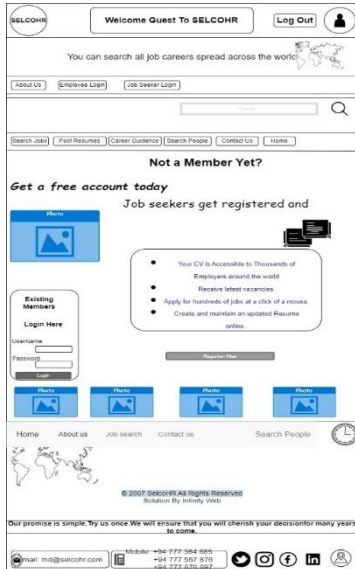 SELCOHR
Welcome Guest To SELCOHR
Log Out
You can search all job careers spread across the world
About Us
Employee Login
Job Seeker Login
Search Jobs
Post Resumes
Career Guidence
Search People
Contact Us
Home
Not a Member Yet?
Get a free account today
Job seekers get registered and
Photo
Your CV is Accessible to Thousands of
Employers around the world
Receive latest vacancies.
Apply for hundreds of jobs at a click of a mouse.
Create and maintain an updated Resume
online.
Existing
Members
Login Here
Username
Password
Login
Register Now
Photo
Photo
Photo
Photo
Home
About us
Job search
Contact us
Search People
© 2007 SelcoHR All Rights Reserved
Solution By Infinity Web
Our promise is simple.Try us once.We will ensure that you will cherish your decisionfor many years
to come.
mail: md@selcohr.com
Mobile: +94 777 364 885
+94 777 567 876
+94 777 876 897